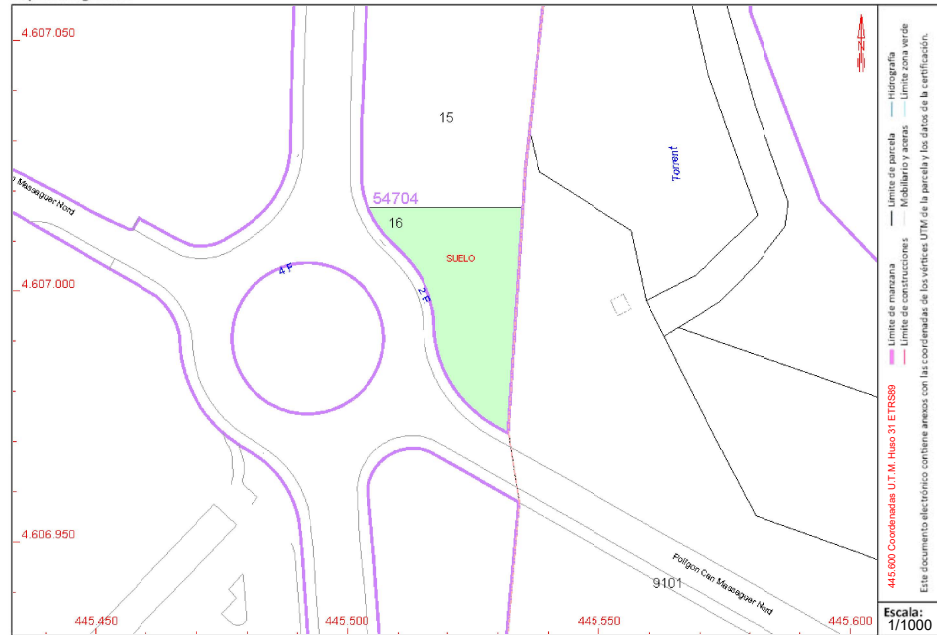 4.607.050
15
Torrent
n Massaguer Nord
54704
16
SUELO
4 F
2 F
4.607.000
4.606.950
Polígon Can Massaguer Nord
9101
445.450
445.500
445.550
445.600
445.600 Coordenadas U.T.M. Huso 31 ETRS89
Límite de manzana
Límite de parcela
Hidrografía
Límite de construcciones
Mobiliario y aceras
Límite zona verde
Este documento electrónico contiene anexos con las coordenadas de los vértices UTM de la parcela y los datos de la certificación.
Escala:
1/1000